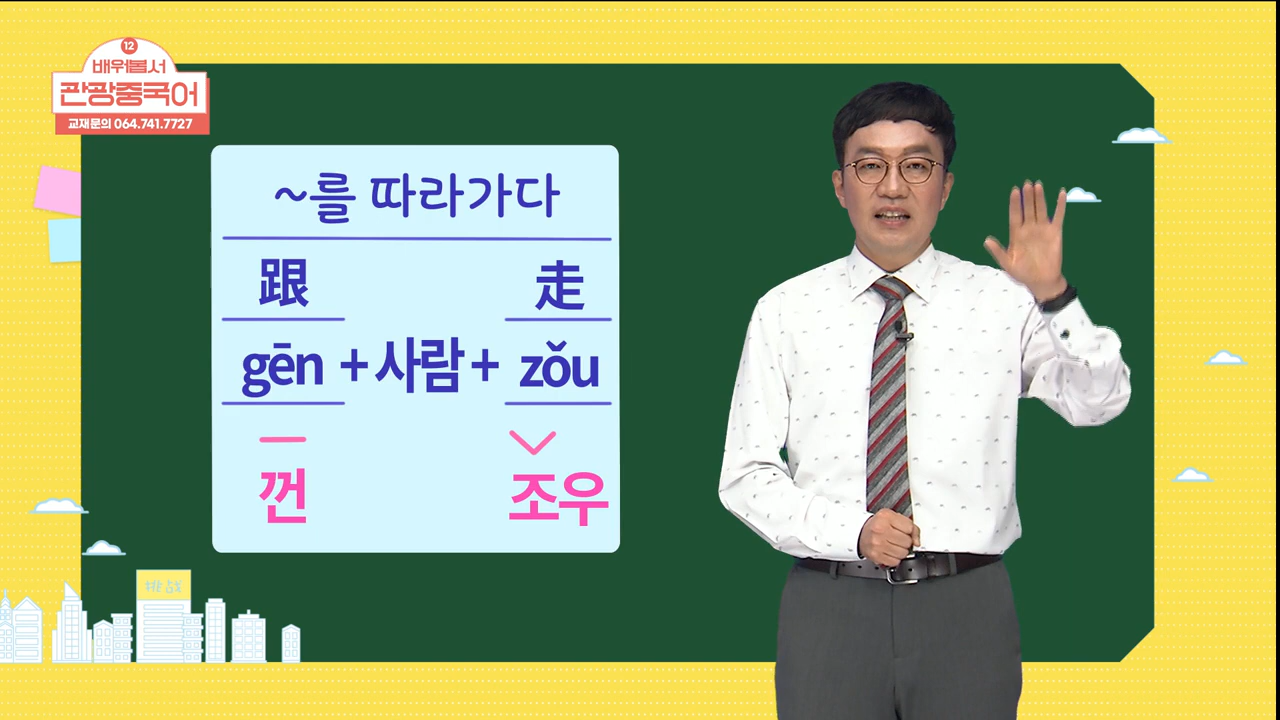 12
배워봅서
관광중국어
교재문의 064.741.7727
~를 따라가다
跟 走
gēn + 사람 + zǒu
껀 조우